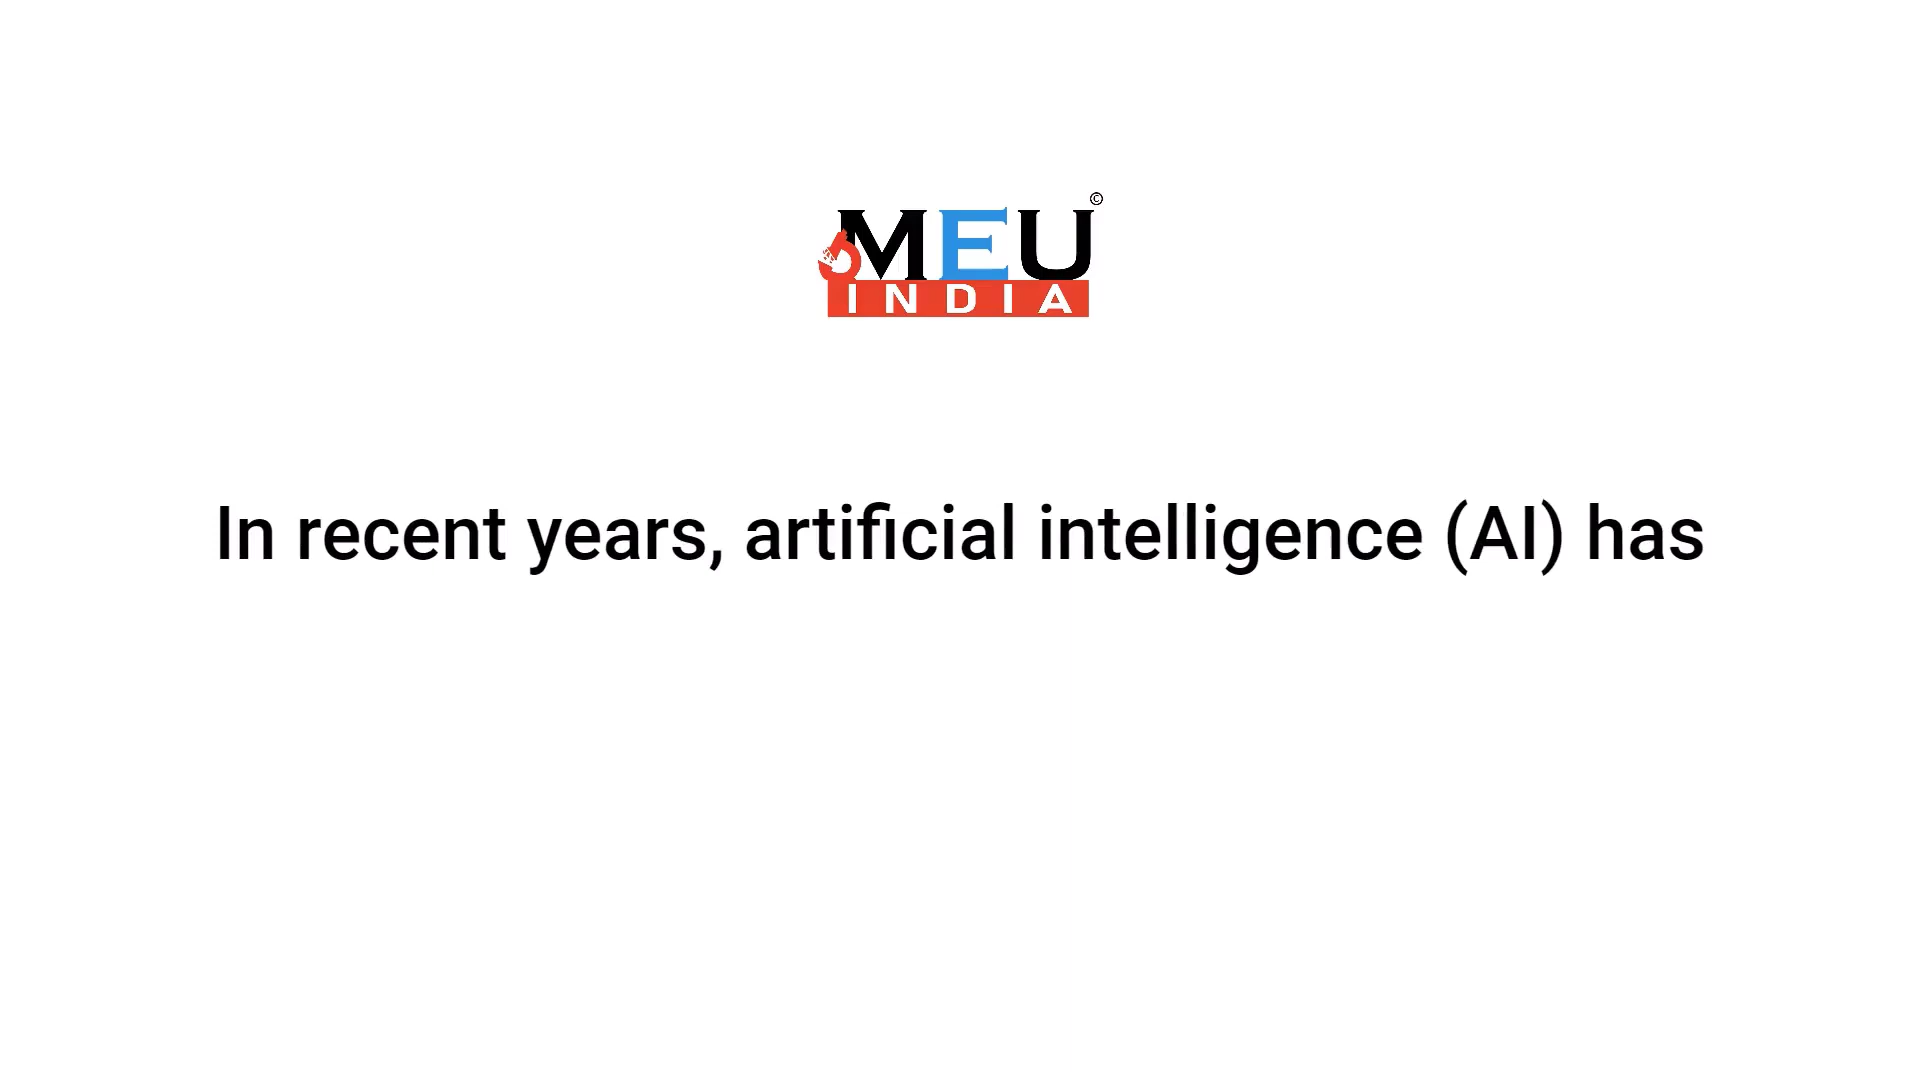 MEU©
INDIA
In recent years, artificial intelligence (AI) has